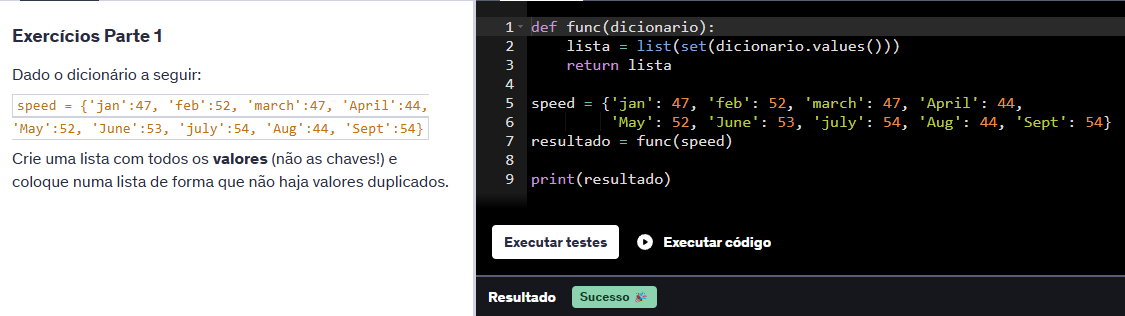 Exercícios Parte 1
Dado o dicionário a seguir:
speed = {'jan':47, 'feb':52, 'march':47, 'April':44,
'May':52, 'June':53, 'july':54, 'Aug':44, 'Sept':54}
Crie uma lista com todos os valores (não as chaves!) e
coloque numa lista de forma que não haja valores duplicados.
1 def func(dicionario):
2     lista = list(set(dicionario.values()))
3     return lista
4
5 speed = {'jan': 47, 'feb': 52, 'march': 47, 'April': 44,
6          'May': 52, 'June': 53, 'july': 54, 'Aug': 44, 'Sept': 54}
7 resultado = func(speed)
8
9 print(resultado)
Executar testes Executar código
Resultado Sucesso 🎉